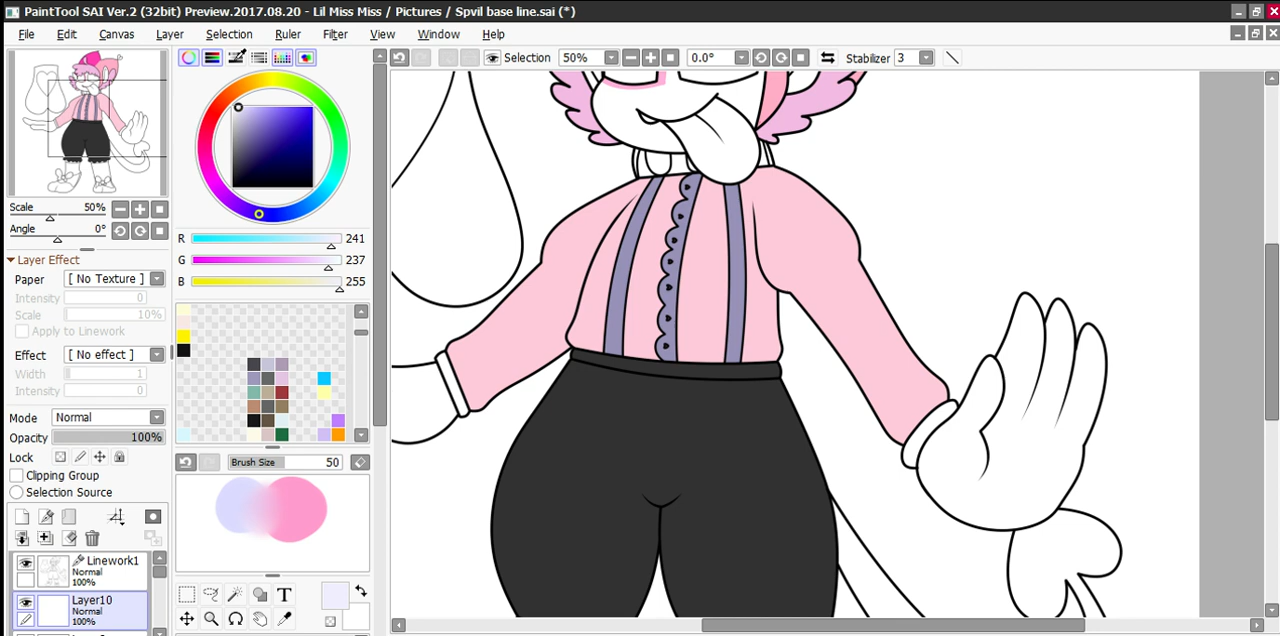 PaintTool SAI Ver.2 (32bit) Preview.2017.08.20 - Lil Miss Miss / Pictures / Spvil base line.sai (*)
File Edit Canvas Layer Selection Ruler Filter View Window Help
Selection 50% 0.0° Stabilizer 3
Scale 50%
Angle 0°
Layer Effect
Paper [ No Texture ]
Intensity 0
Scale 10%
Apply to Linework
Effect [ No effect ]
Width 1
Intensity 0
Mode Normal
Opacity 100%
Lock
Clipping Group
Selection Source
Linework1
Normal
100%
Layer10
Normal
100%
R 241
G 237
B 255
Brush Size 50
T